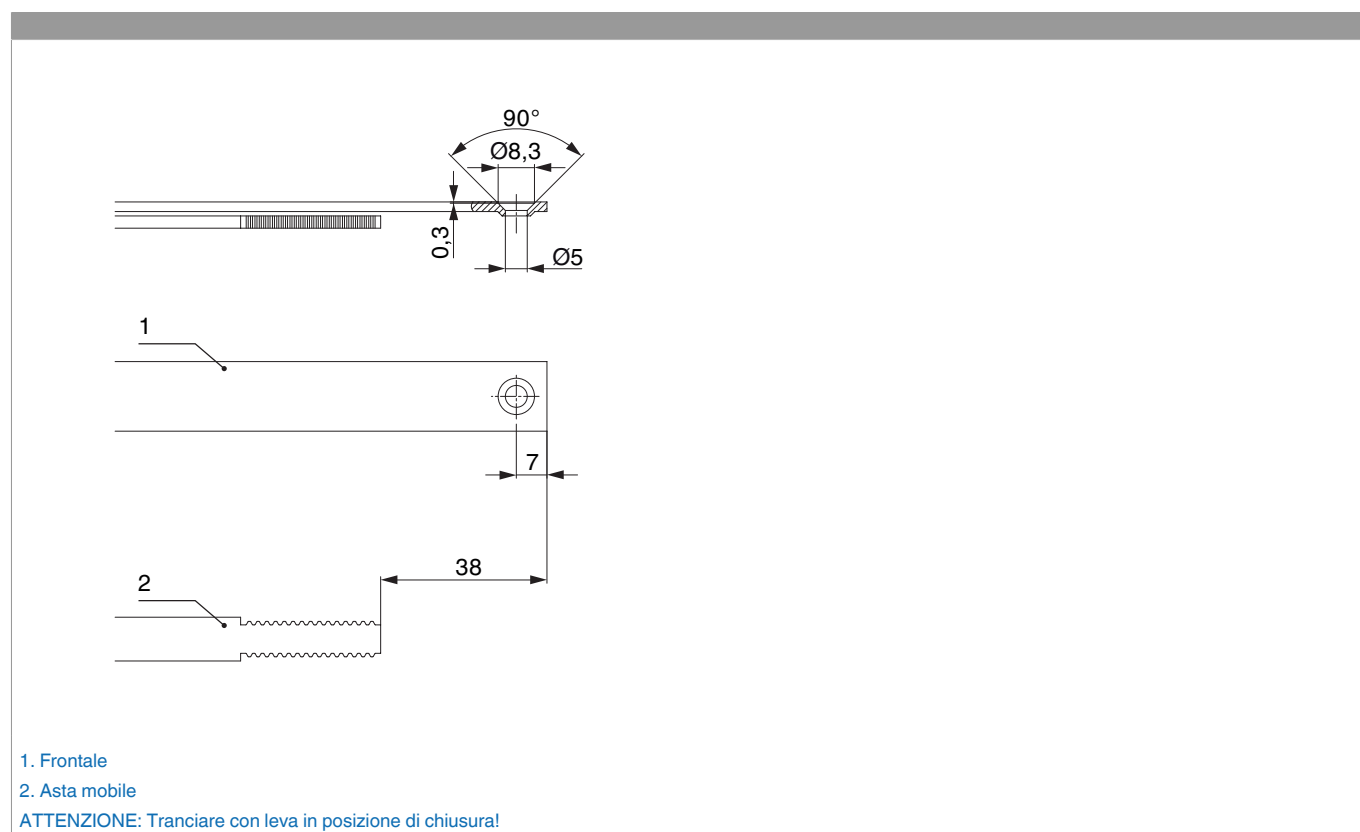 90°
Ø8,3
0,3
Ø5
1
7
38
2
1. Frontale
2. Asta mobile
ATTENZIONE: Tranciare con leva in posizione di chiusura!